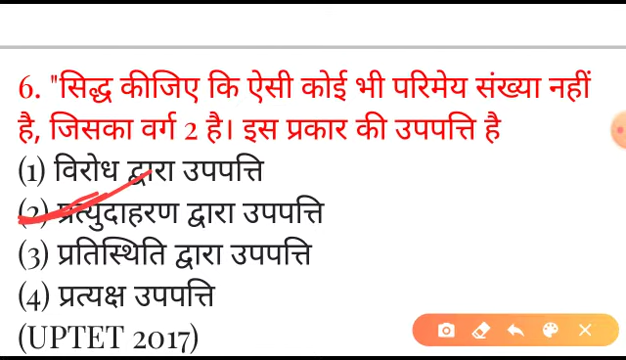 6. "सिद्ध कीजिए कि ऐसी कोई भी परिमेय संख्या नहीं
है, जिसका वर्ग 2 है। इस प्रकार की उपपत्ति है
(1) विरोध द्वारा उपपत्ति
(2) प्रत्युदाहरण द्वारा उपपत्ति
(3) प्रतिस्थिति द्वारा उपपत्ति
(4) प्रत्यक्ष उपपत्ति
(UPTET 2017)